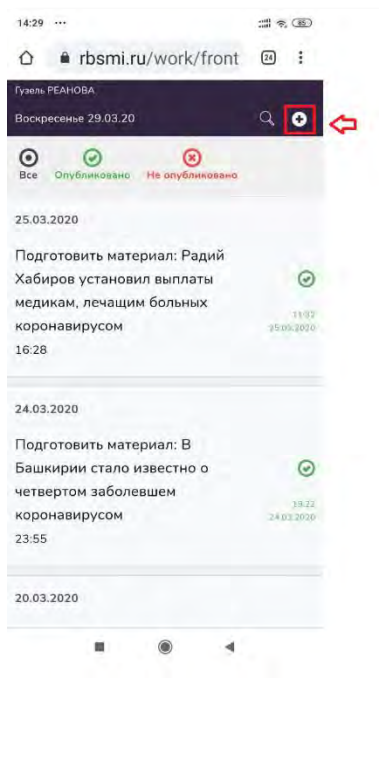 14:29 ...
85
rbsmi.ru/work/front
24
Гузель РЕАНОВА
Воскресенье 29.03.20
Все Опубликовано Не опубликовано
25.03.2020
Подготовить материал: Радий
Хабиров установил выплаты
медикам, лечащим больных
коронавирусом
16:28
25.03.2020
24.03.2020
Подготовить материал: В
Башкирии стало известно о
четвертом заболевшем
коронавирусом
19:22
24.03.2020
23:55
20.03.2020